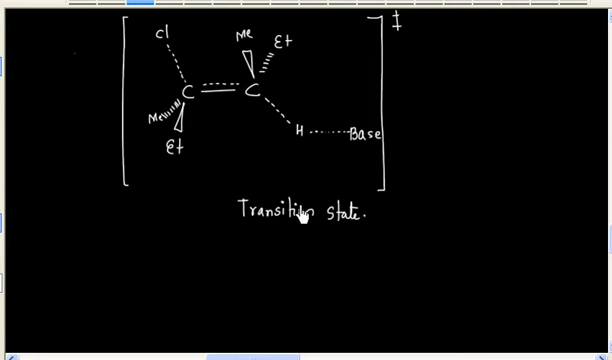 Cl
Me
Et
‡
C
C
Me
Et
H
Base
Transition State.